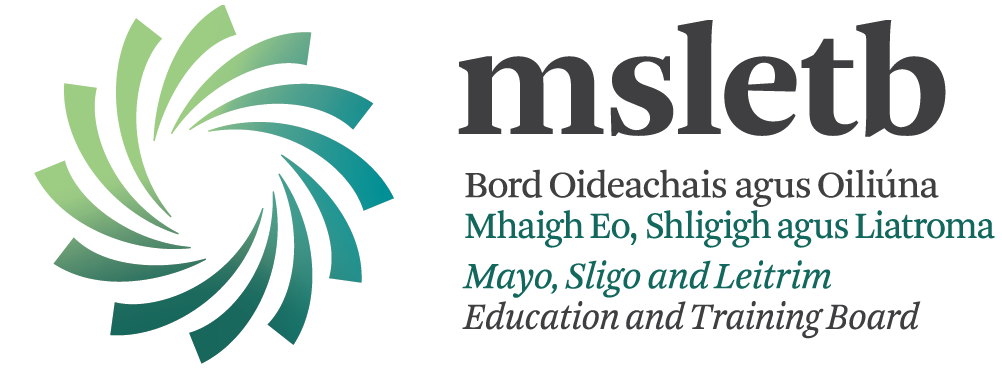 msletb
Bord Oideachais agus Oiliúna
Mhaigh Eo, Shligigh agus Liatroma
Mayo, Sligo and Leitrim
Education and Training Board